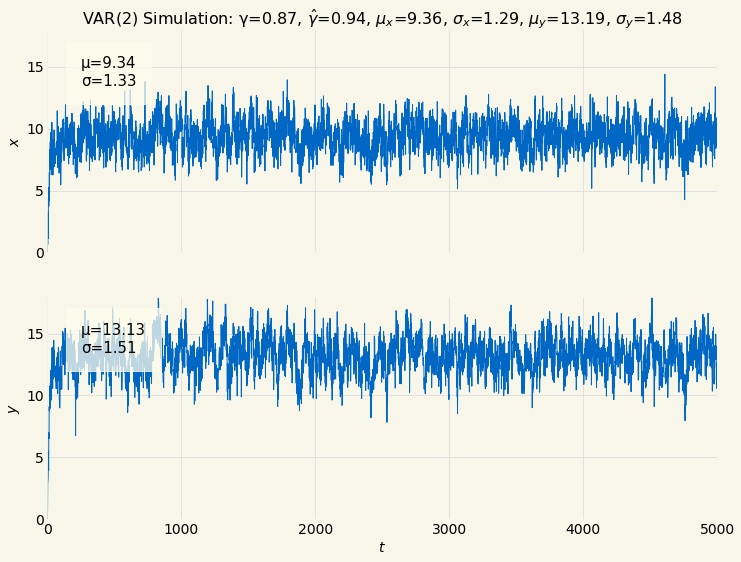 VAR(2) Simulation: γ=0.87, γ̂=0.94, μₓ=9.36, σₓ=1.29, μ_y=13.19, σ_y=1.48
μ=9.34
σ=1.33
15
10
5
0
x
μ=13.13
σ=1.51
15
10
5
0
y
0 1000 2000 3000 4000 5000
t